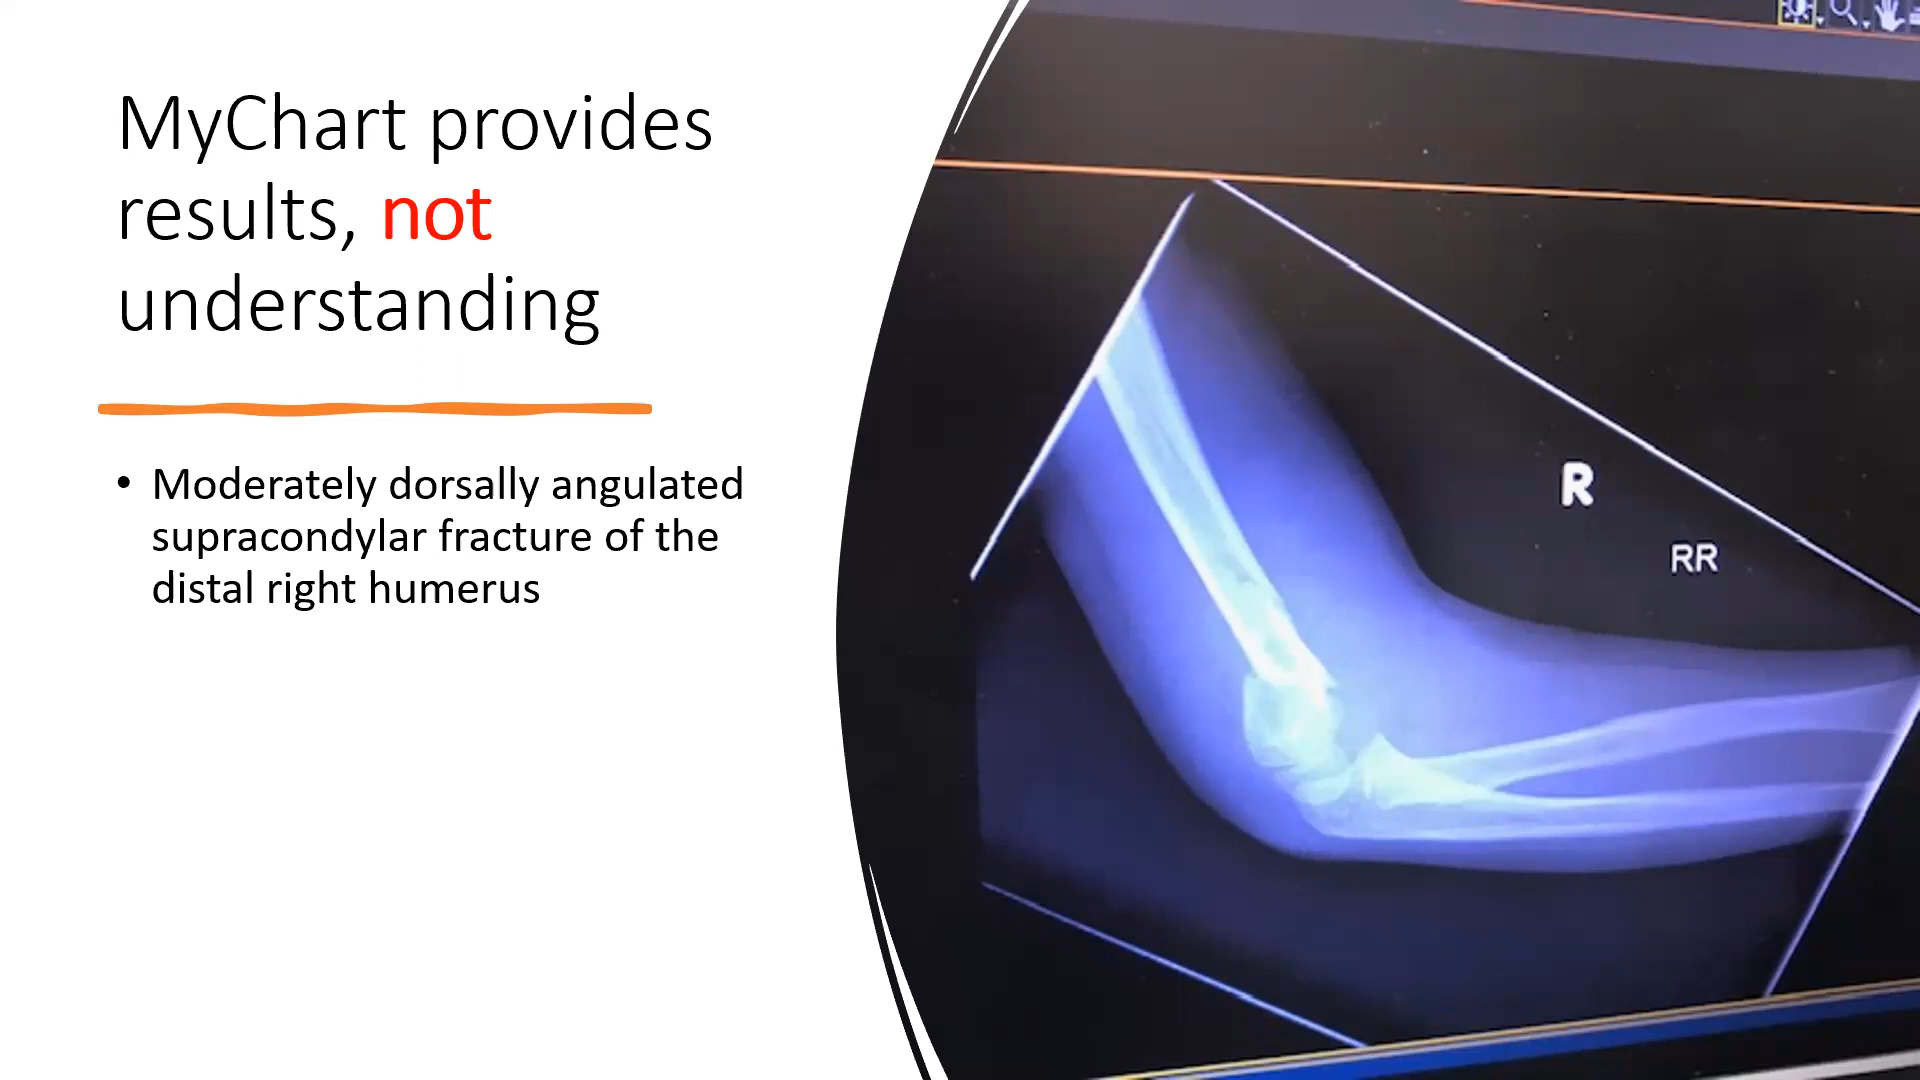 MyChart provides
results, not
understanding
• Moderately dorsally angulated
supracondylar fracture of the
distal right humerus
R
RR